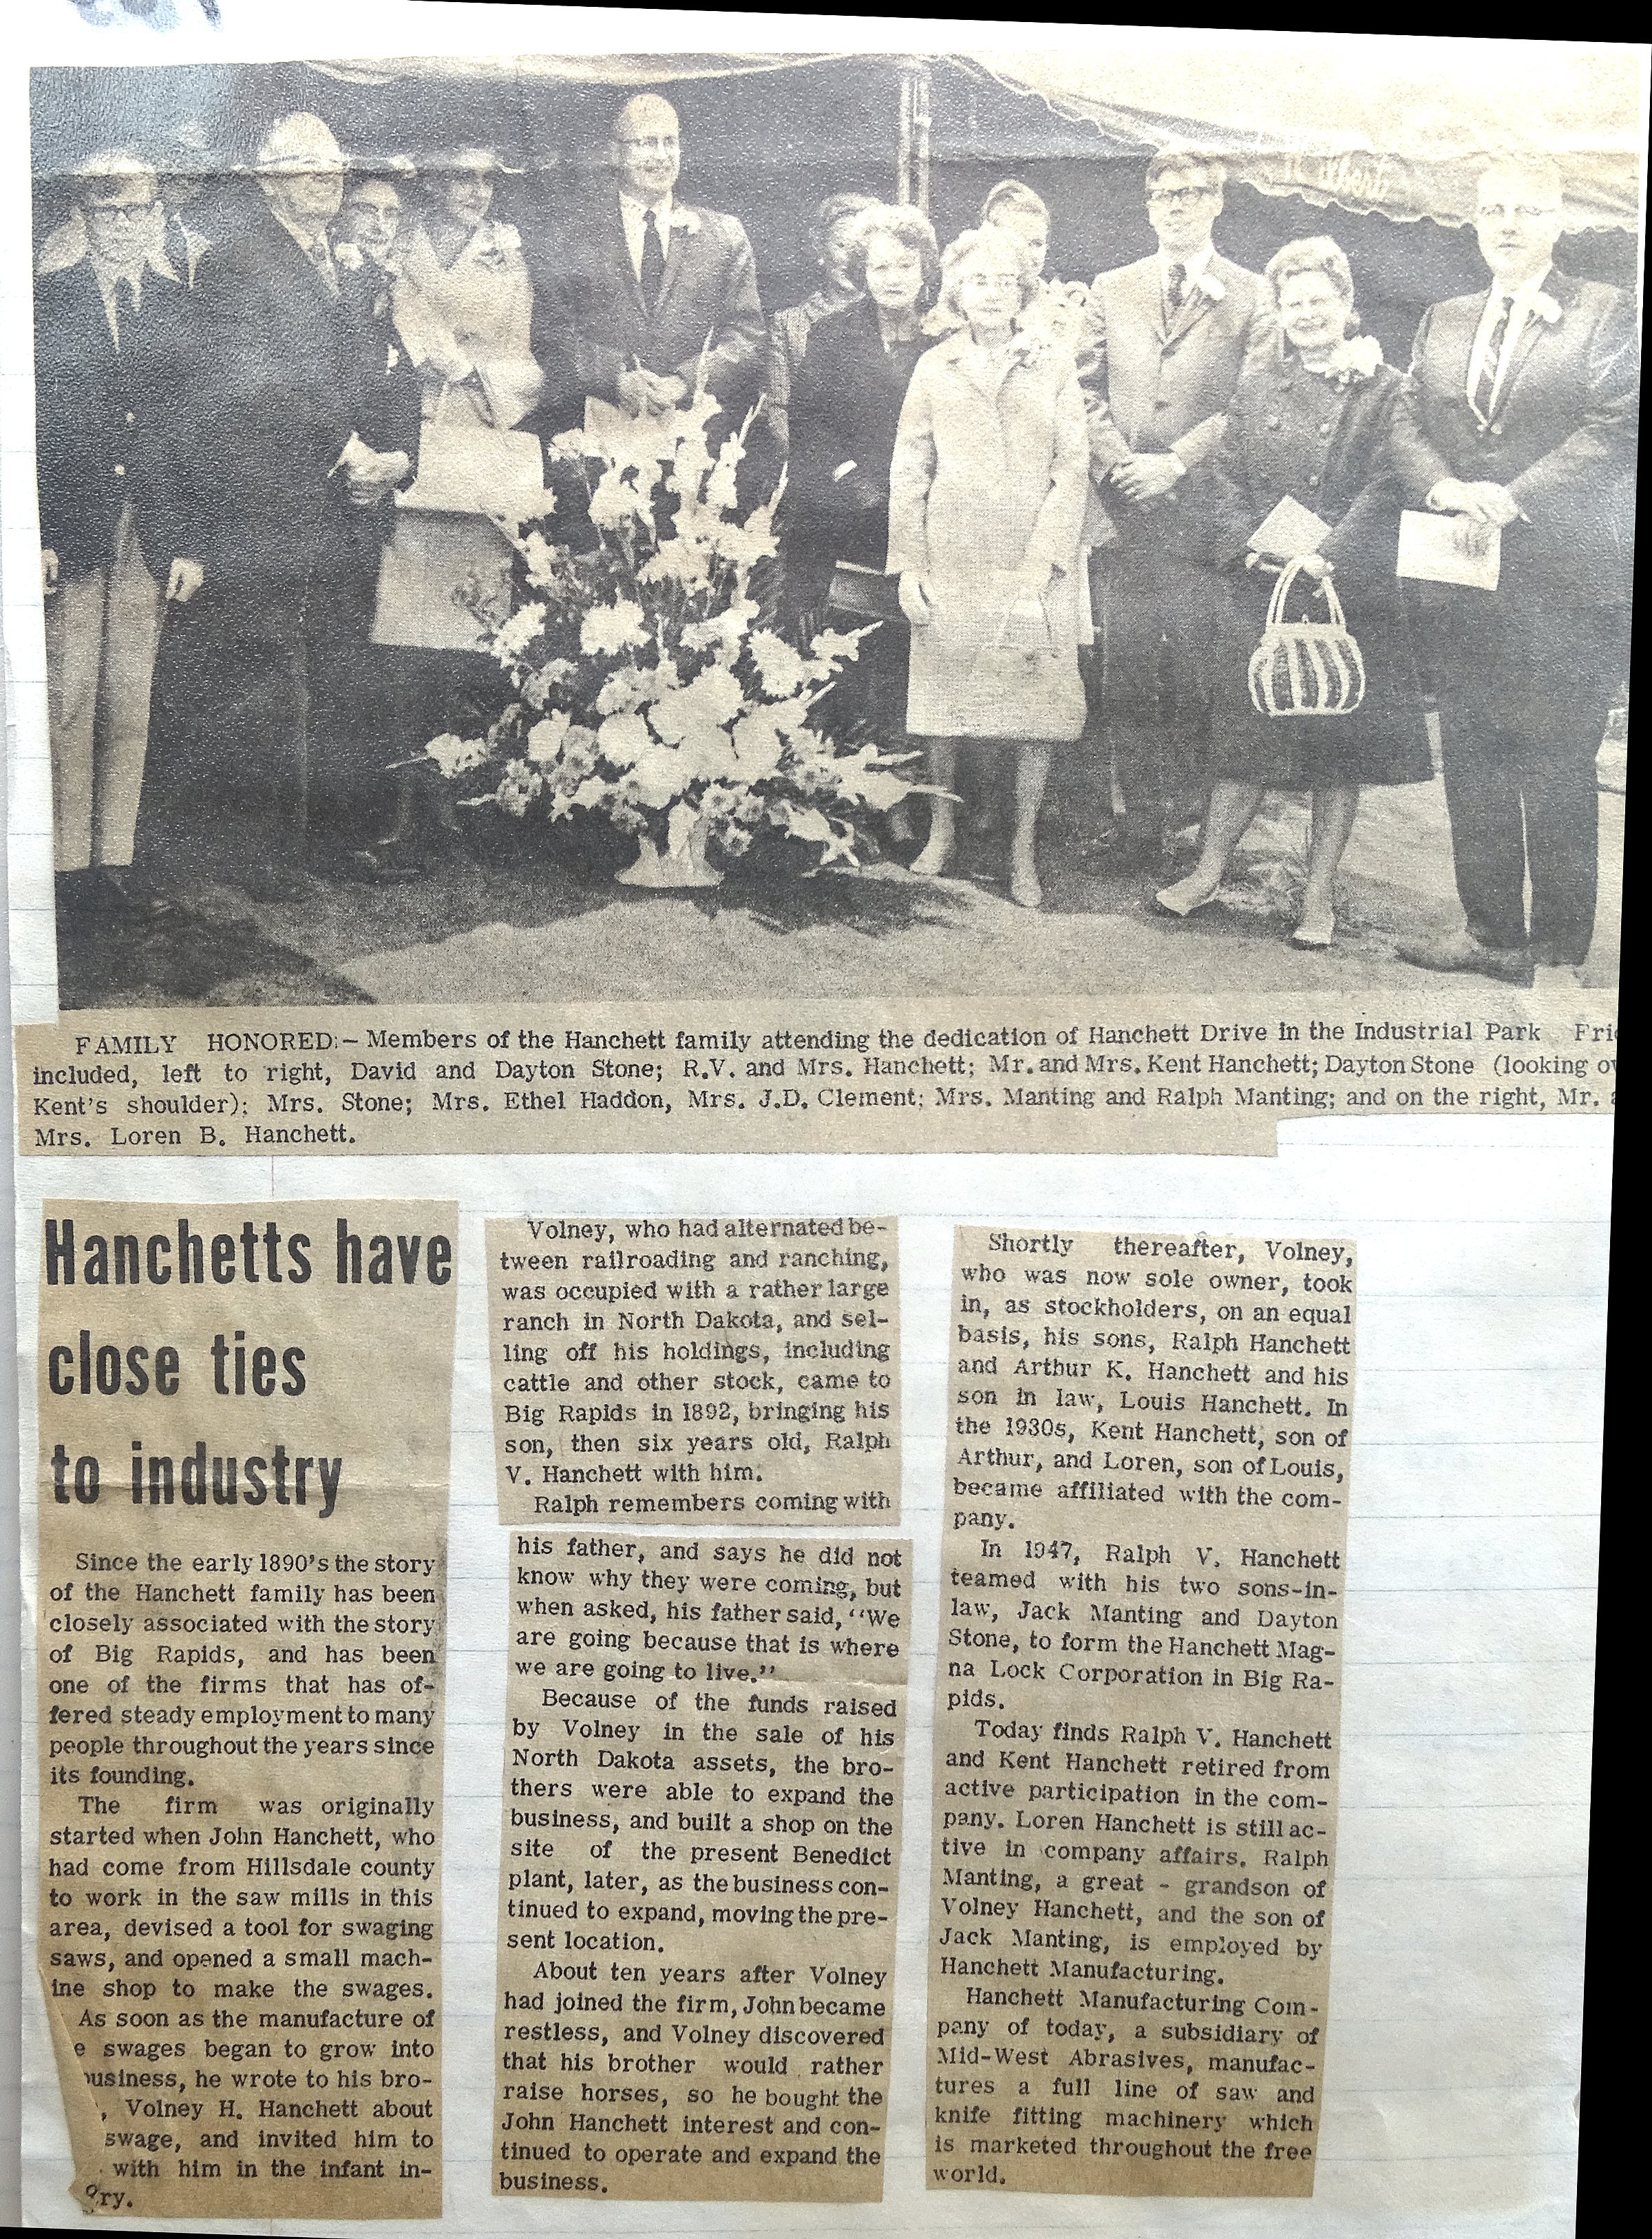 FAMILY HONORED:— Members of the Hanchett family attending the dedication of Hanchett Drive in the Industrial Park
included, left to right, David and Dayton Stone; R.V. and Mrs. Hanchett; Mr. and Mrs. Kent Hanchett; Dayton Stone (looking
Kent's shoulder); Mrs. Stone; Mrs. Ethel Haddon, Mrs. J.D. Clement; Mrs. Manting and Ralph Manting; and on the right, Mr.
Mrs. Loren B. Hanchett.
Hanchetts have
close ties
to industry
Since the early 1890's the story
of the Hanchett family has been
closely associated with the story
of Big Rapids, and has been
one of the firms that has of-
fered steady employment to many
people throughout the years since
its founding.
The firm was originally
started when John Hanchett, who
had come from Hillsdale county
to work in the saw mills in this
area, devised a tool for swaging
saws, and opened a small mach-
ine shop to make the swages.
As soon as the manufacture of
e swages began to grow into
usiness, he wrote to his bro-
, Volney H. Hanchett about
swage, and invited him to
with him in the infant in-
ry.
Volney, who had alternated be-
tween railroading and ranching,
was occupied with a rather large
ranch in North Dakota, and sel-
ling off his holdings, including
cattle and other stock, came to
Big Rapids in 1892, bringing his
son, then six years old, Ralph
V. Hanchett with him.
Ralph remembers coming with
his father, and says he did not
know why they were coming, but
when asked, his father said, "We
are going because that is where
we are going to live."
Because of the funds raised
by Volney in the sale of his
North Dakota assets, the bro-
thers were able to expand the
business, and built a shop on the
site of the present Benedict
plant, later, as the business con-
tinued to expand, moving the pre-
sent location.
About ten years after Volney
had joined the firm, John became
restless, and Volney discovered
that his brother would rather
raise horses, so he bought the
John Hanchett interest and con-
tinued to operate and expand the
business.
Shortly thereafter, Volney,
who was now sole owner, took
in, as stockholders, on an equal
basis, his sons, Ralph Hanchett
and Arthur K. Hanchett and his
son in law, Louis Hanchett. In
the 1930s, Kent Hanchett, son of
Arthur, and Loren, son of Louis,
became affiliated with the com-
pany.
In 1947, Ralph V. Hanchett
teamed with his two sons-in-
law, Jack Manting and Dayton
Stone, to form the Hanchett Mag-
na Lock Corporation in Big Ra-
pids.
Today finds Ralph V. Hanchett
and Kent Hanchett retired from
active participation in the com-
pany. Loren Hanchett is still ac-
tive in company affairs. Ralph
Manting, a great - grandson of
Volney Hanchett, and the son of
Jack Manting, is employed by
Hanchett Manufacturing.
Hanchett Manufacturing Com-
pany of today, a subsidiary of
Mid-West Abrasives, manufac-
tures a full line of saw and
knife fitting machinery which
is marketed throughout the free
world.